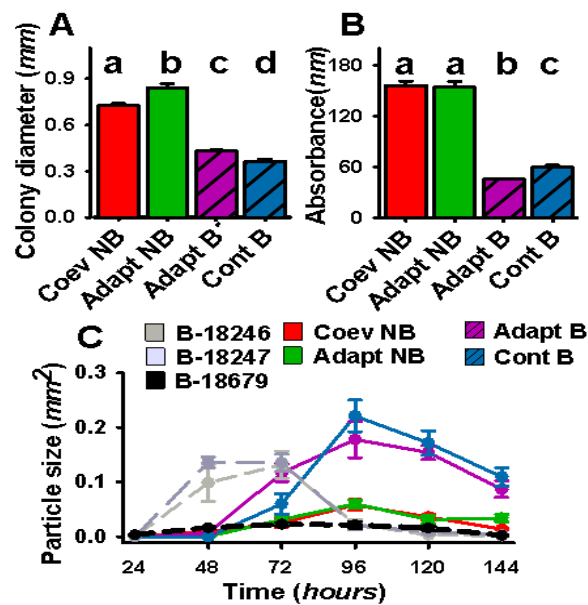 A
Colony diameter (mm)
0.9
0.6
0.3
0.0
a b c d
Coev NB
Adapt NB
Adapt B
Cont B
B
Absorbance(nm)
180
120
60
0
a a b c
Coev NB
Adapt NB
Adapt B
Cont B
C
B-18246
B-18247
B-18679
Coev NB
Adapt NB
Adapt B
Cont B
Particle size (mm²)
0.3
0.2
0.1
0.0
24 48 72 96 120 144
Time (hours)